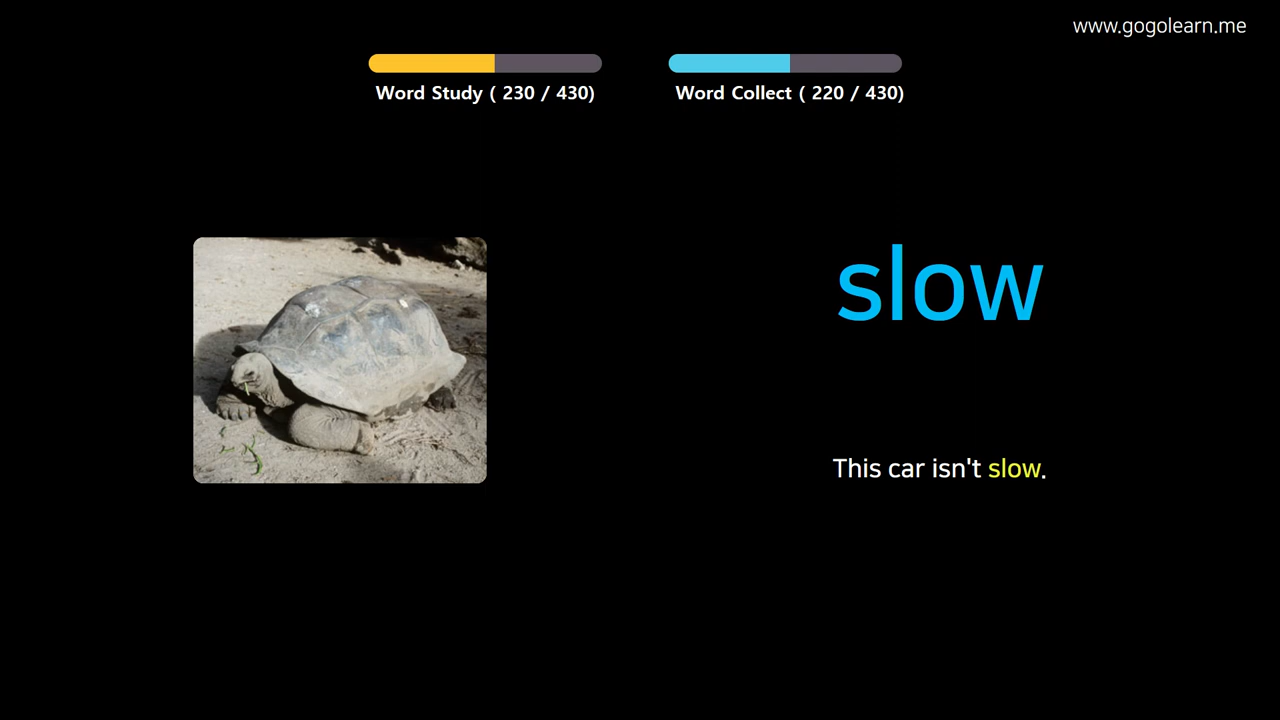 www.gogolearn.me
Word Study ( 230 / 430)
Word Collect ( 220 / 430)
slow
This car isn't slow.